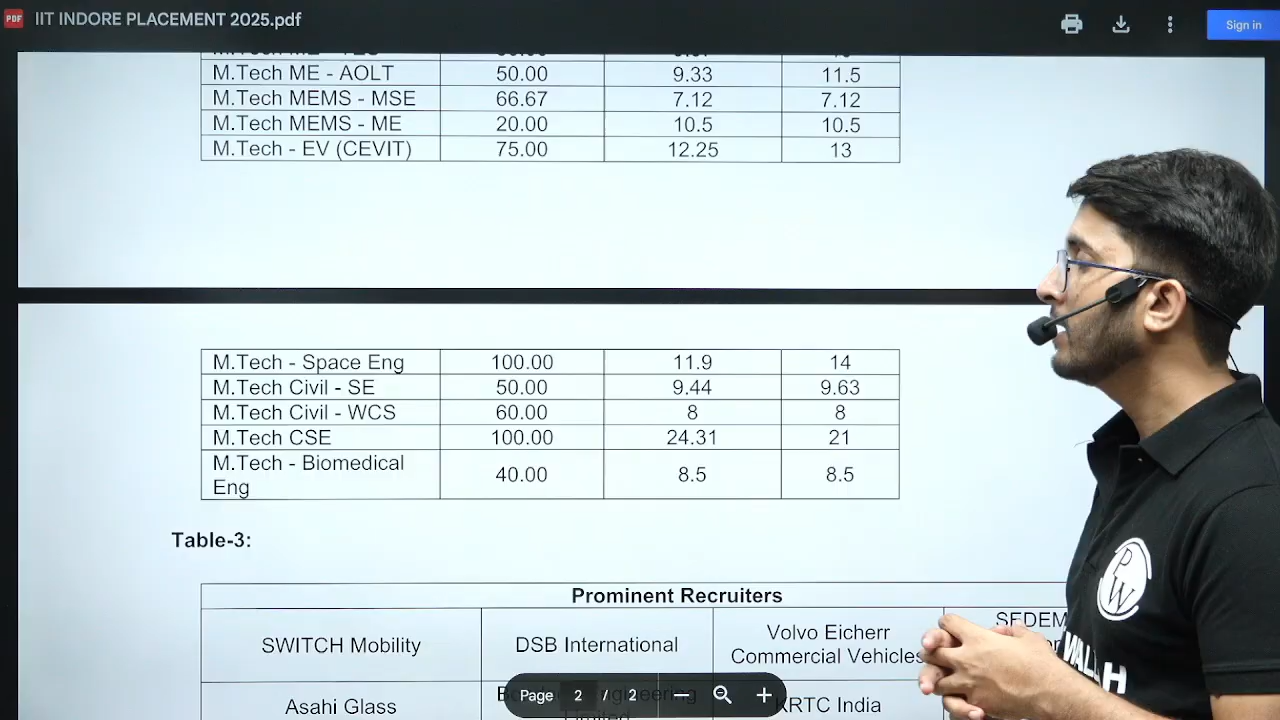 PDF IIT INDORE PLACEMENT 2025.pdf Sign in
M.Tech ME - AOLT 50.00 9.33 11.5
M.Tech MEMS - MSE 66.67 7.12 7.12
M.Tech MEMS - ME 20.00 10.5 10.5
M.Tech - EV (CEVIT) 75.00 12.25 13
M.Tech - Space Eng 100.00 11.9 14
M.Tech Civil - SE 50.00 9.44 9.63
M.Tech Civil - WCS 60.00 8 8
M.Tech CSE 100.00 24.31 21
M.Tech - Biomedical
Eng 40.00 8.5 8.5
Table-3:
Prominent Recruiters
SWITCH Mobility DSB International Volvo Eicherr
Commercial Vehicles
SEDEM
Asahi Glass KRTC India
Page 2 / 2
PW